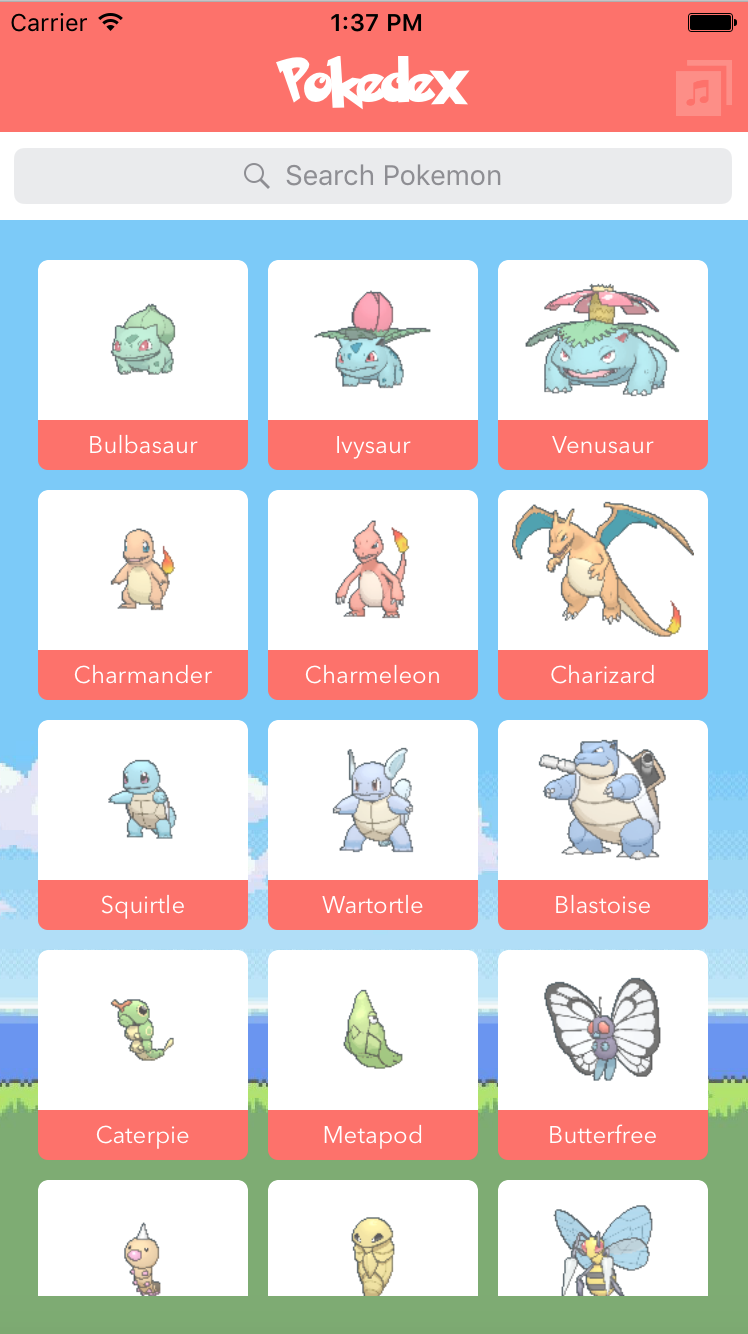 Carrier 1:37 PM
Pokedex
Search Pokemon
Bulbasaur Ivysaur Venusaur
Charmander Charmeleon Charizard
Squirtle Wartortle Blastoise
Caterpie Metapod Butterfree